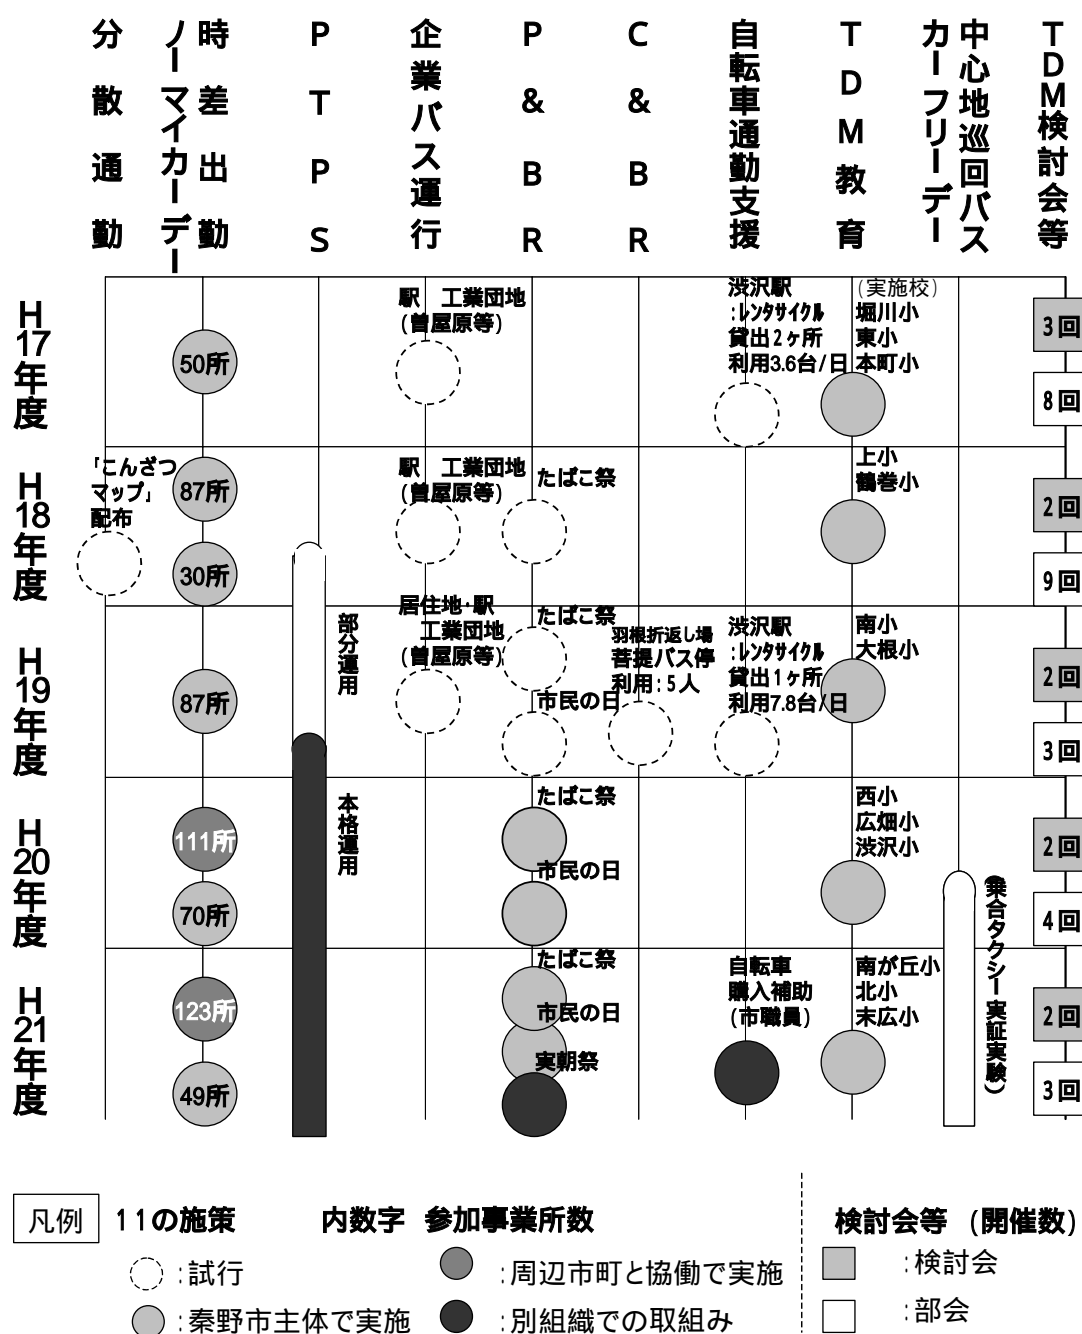 分散通勤
時差出勤
ノーマイカーデー
PTPS
企業バス運行
P&BR
C&BR
自転車通勤支援
TDM教育
中心地巡回バス
カーフリーデー
TDM検討会等
H17年度
50所
駅　工業団地
(曽屋原等)
渋沢駅
:レンタサイクル
貸出2ヶ所
利用3.6台/日
(実施校)
堀川小
東小
本町小
3回
8回
H18年度
「こんざつ
マップ」
配布
87所
30所
駅　工業団地
(曽屋原等)
たばこ祭
上小
鶴巻小
2回
9回
H19年度
87所
部分運用
居住地・駅
工業団地
(曽屋原等)
たばこ祭
市民の日
羽根折返し場
菩提バス停
利用:5人
渋沢駅
:レンタサイクル
貸出1ヶ所
利用7.8台/日
南小
大根小
2回
3回
H20年度
111所
70所
本格運用
たばこ祭
市民の日
西小
広畑小
渋沢小
(乗合タクシー実証実験)
2回
4回
H21年度
123所
49所
たばこ祭
市民の日
実朝祭
自転車
購入補助
(市職員)
南が丘小
北小
末広小
2回
3回
凡例
11の施策
内数字 参加事業所数
:試行
:周辺市町と協働で実施
:秦野市主体で実施
:別組織での取組み
検討会等 (開催数)
:検討会
:部会